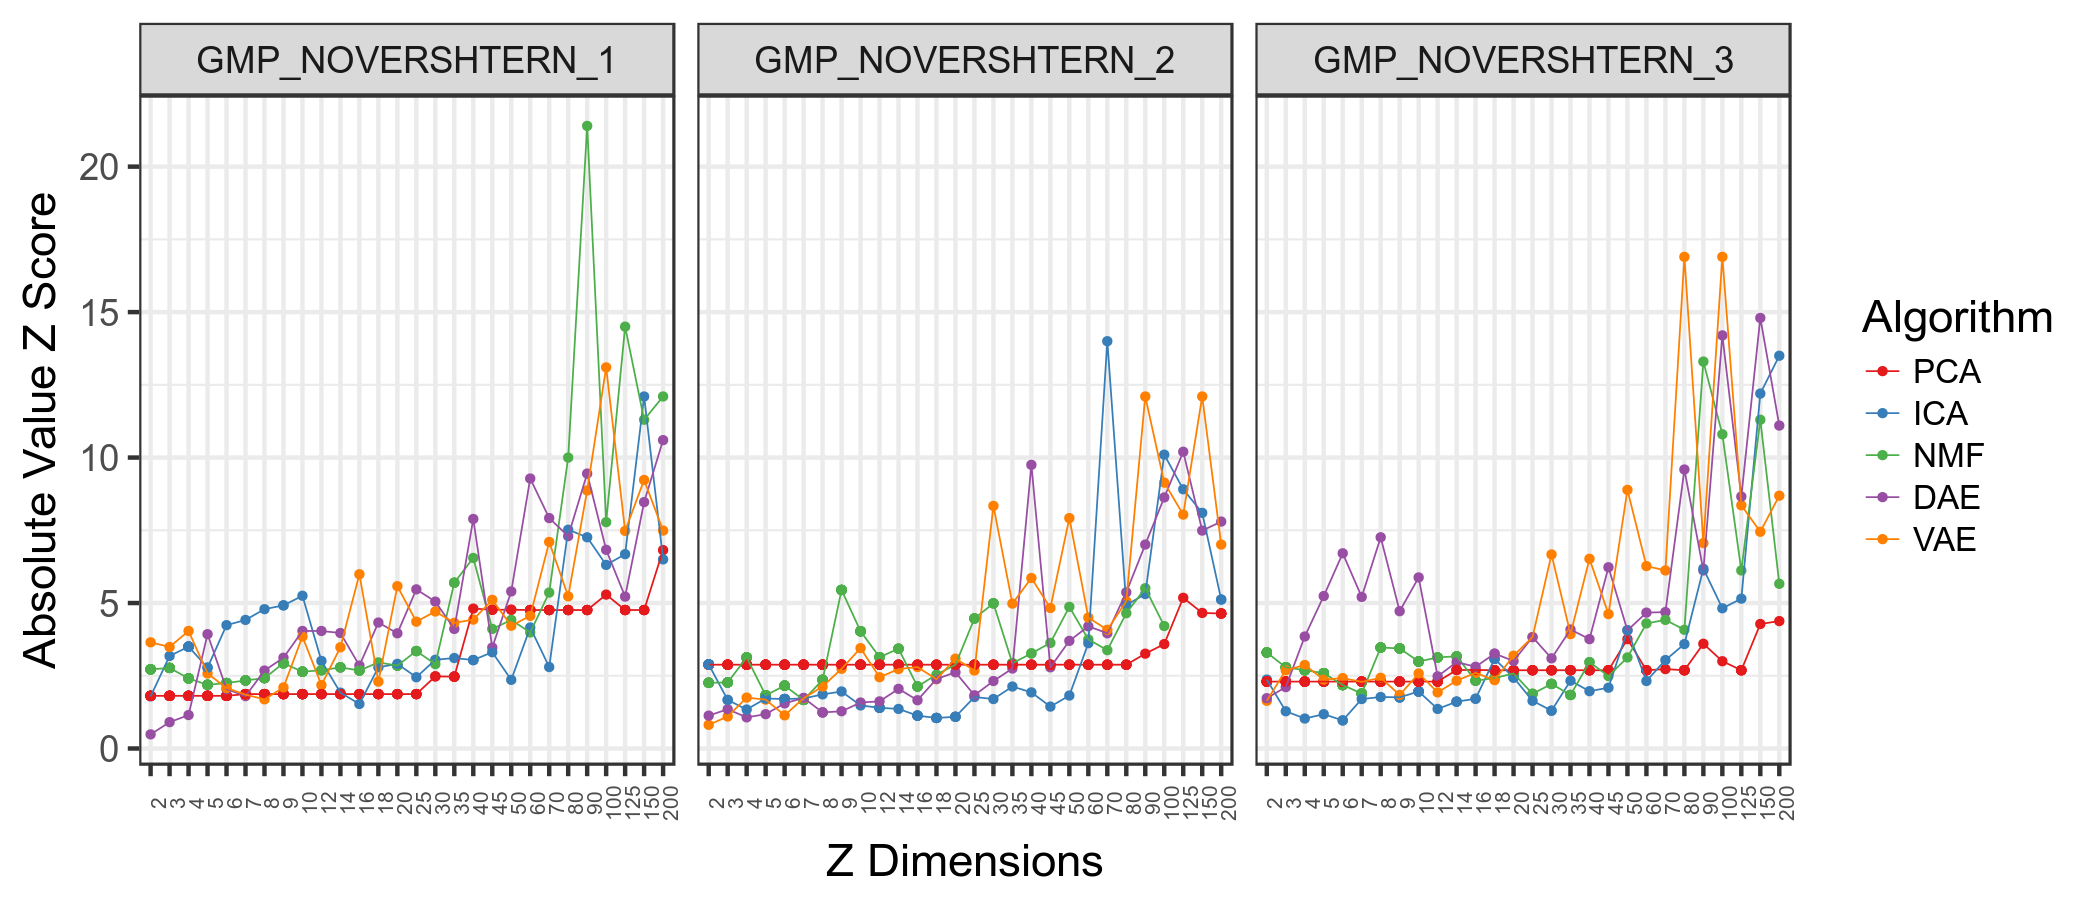 GMP_NOVERSHTERN_1 GMP_NOVERSHTERN_2 GMP_NOVERSHTERN_3
Absolute Value Z Score
20
15
10
5
0
2 3 4 5 6 7 8 9 10 12 14 16 18 20 25 30 35 40 45 50 60 70 80 90 100 125 150 200
2 3 4 5 6 7 8 9 10 12 14 16 18 20 25 30 35 40 45 50 60 70 80 90 100 125 150 200
2 3 4 5 6 7 8 9 10 12 14 16 18 20 25 30 35 40 45 50 60 70 80 90 100 125 150 200
Z Dimensions
Algorithm
PCA
ICA
NMF
DAE
VAE